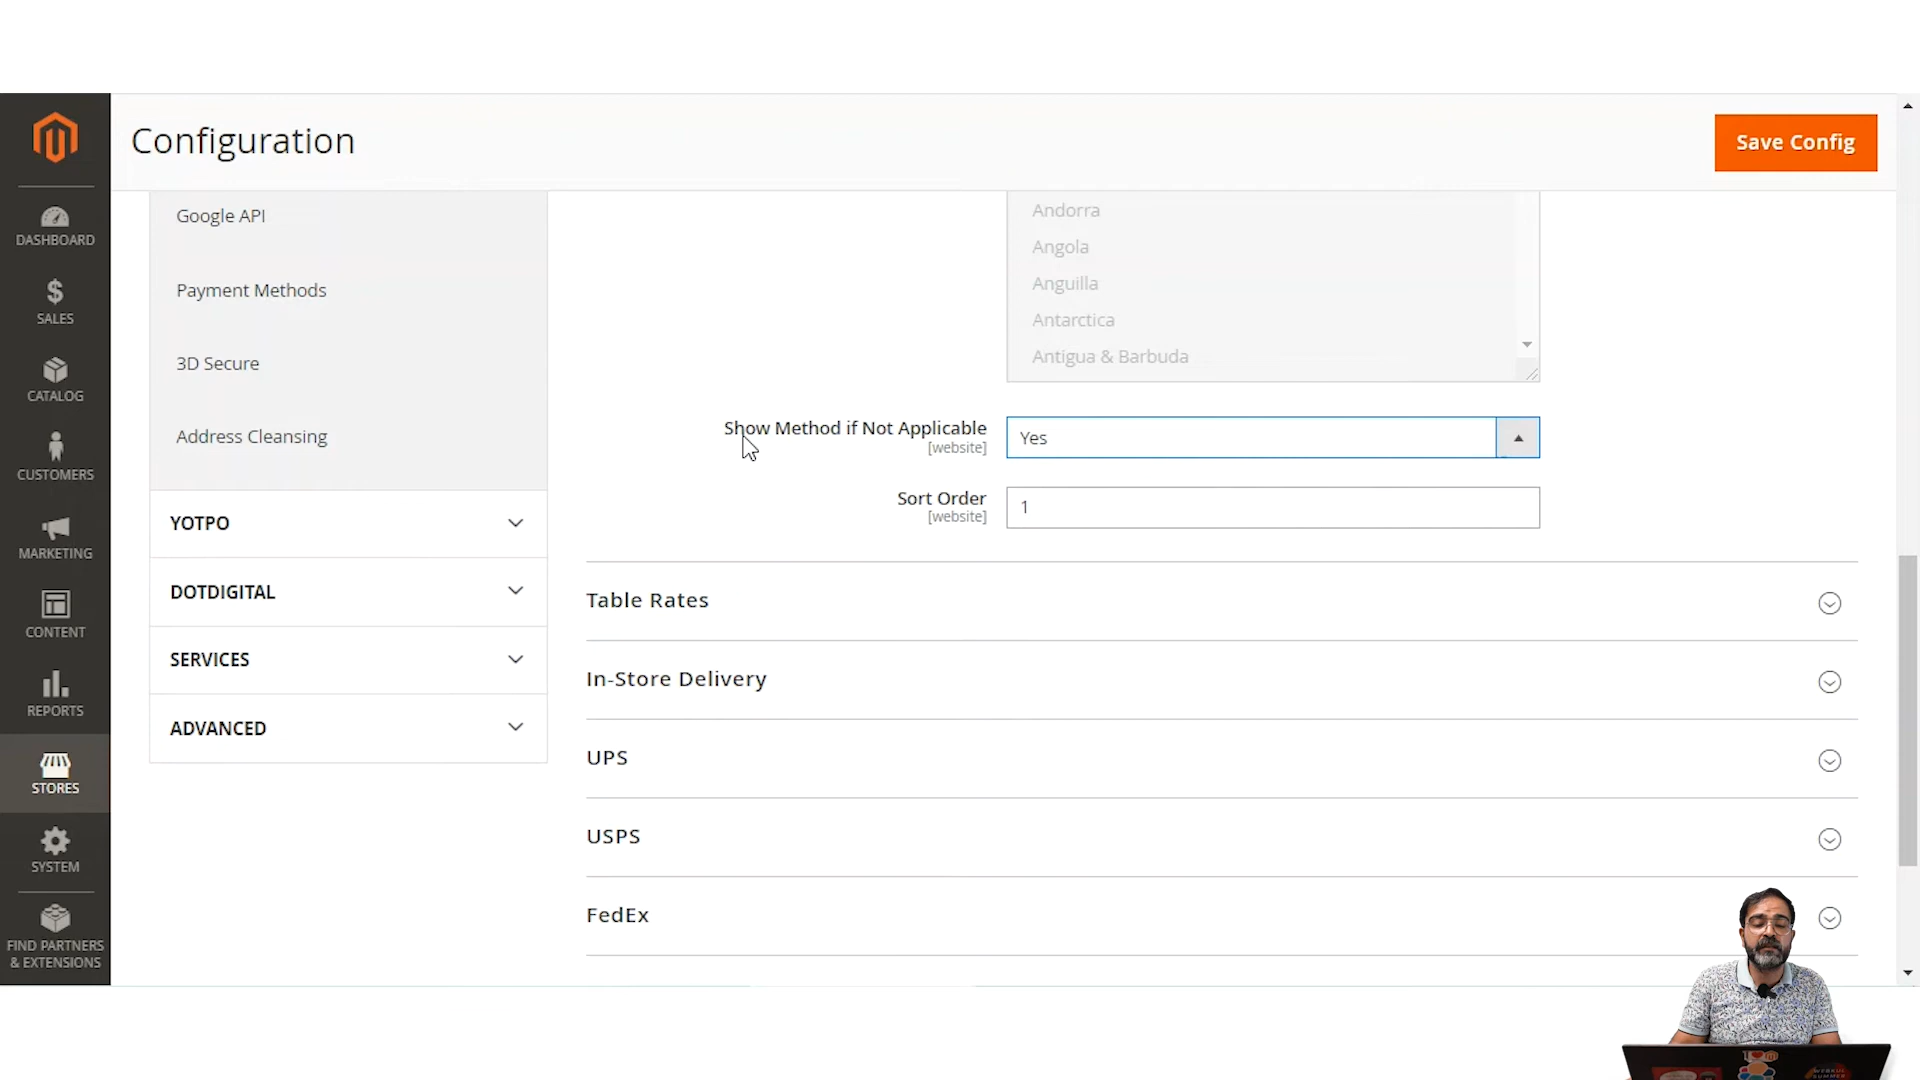 Configuration
Save Config
DASHBOARD
SALES
CATALOG
CUSTOMERS
MARKETING
CONTENT
REPORTS
STORES
SYSTEM
FIND PARTNERS
& EXTENSIONS
Google API
Payment Methods
3D Secure
Address Cleansing
YOTPO
DOTDIGITAL
SERVICES
ADVANCED
Andorra
Angola
Anguilla
Antarctica
Antigua & Barbuda
Show Method if Not Applicable
[website]
Yes
Sort Order
[website]
1
Table Rates
In-Store Delivery
UPS
USPS
FedEx